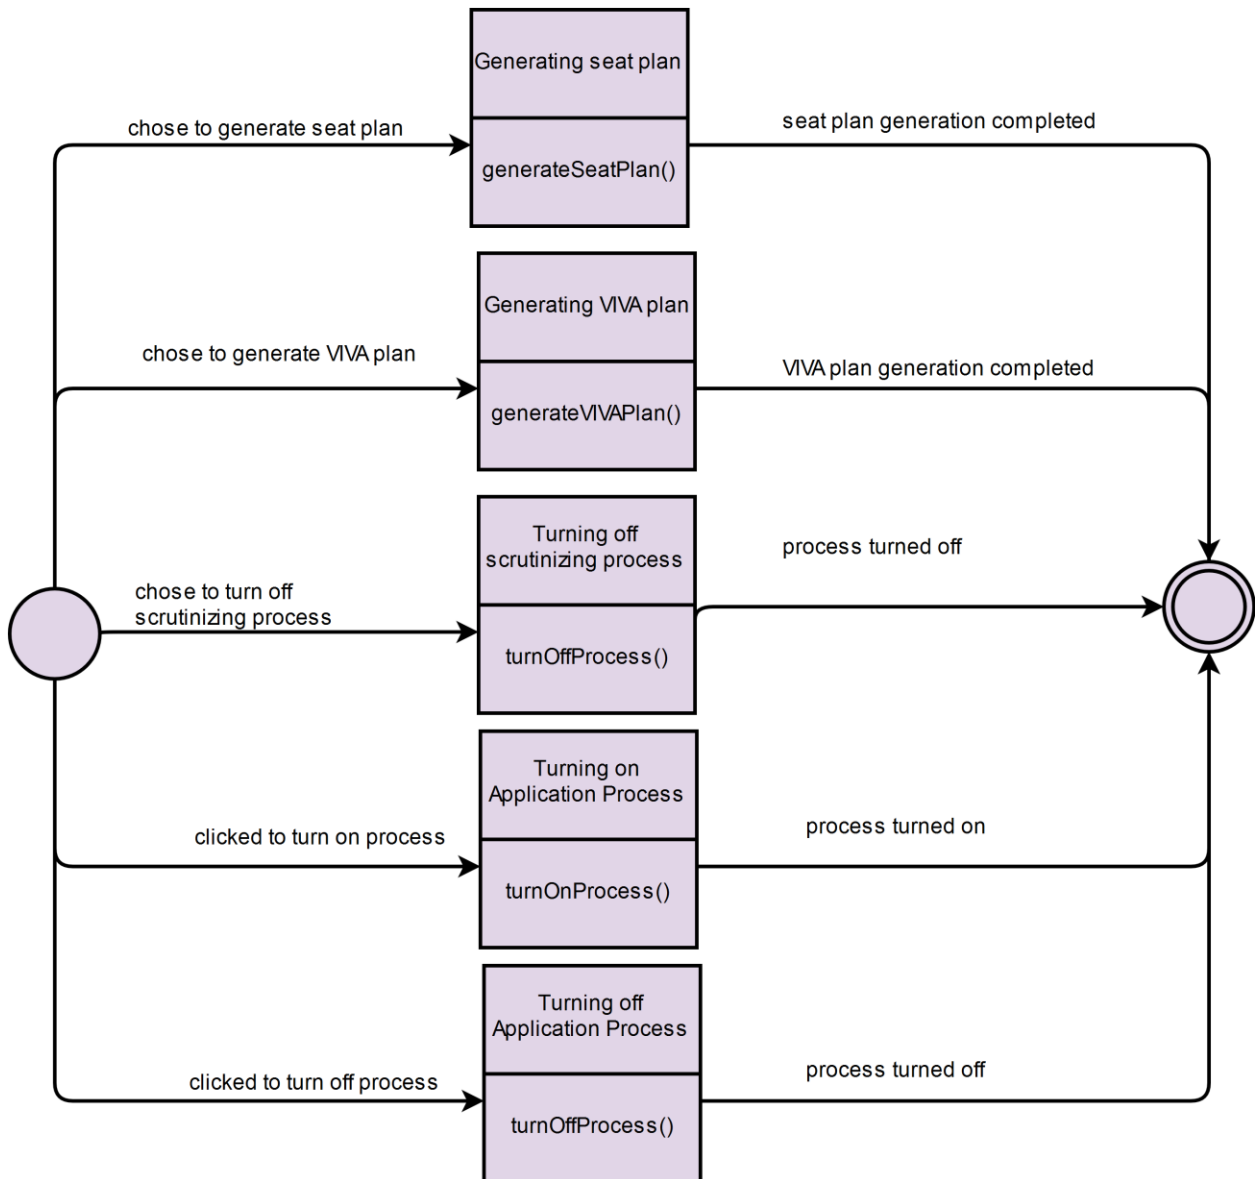 Generating seat plan
chose to generate seat plan
seat plan generation completed
generateSeatPlan()
Generating VIVA plan
chose to generate VIVA plan
VIVA plan generation completed
generateVIVAPlan()
Turning off
scrutinizing process
process turned off
chose to turn off
scrutinizing process
turnOffProcess()
Turning on
Application Process
clicked to turn on process
process turned on
turnOnProcess()
Turning off
Application Process
clicked to turn off process
process turned off
turnOffProcess()